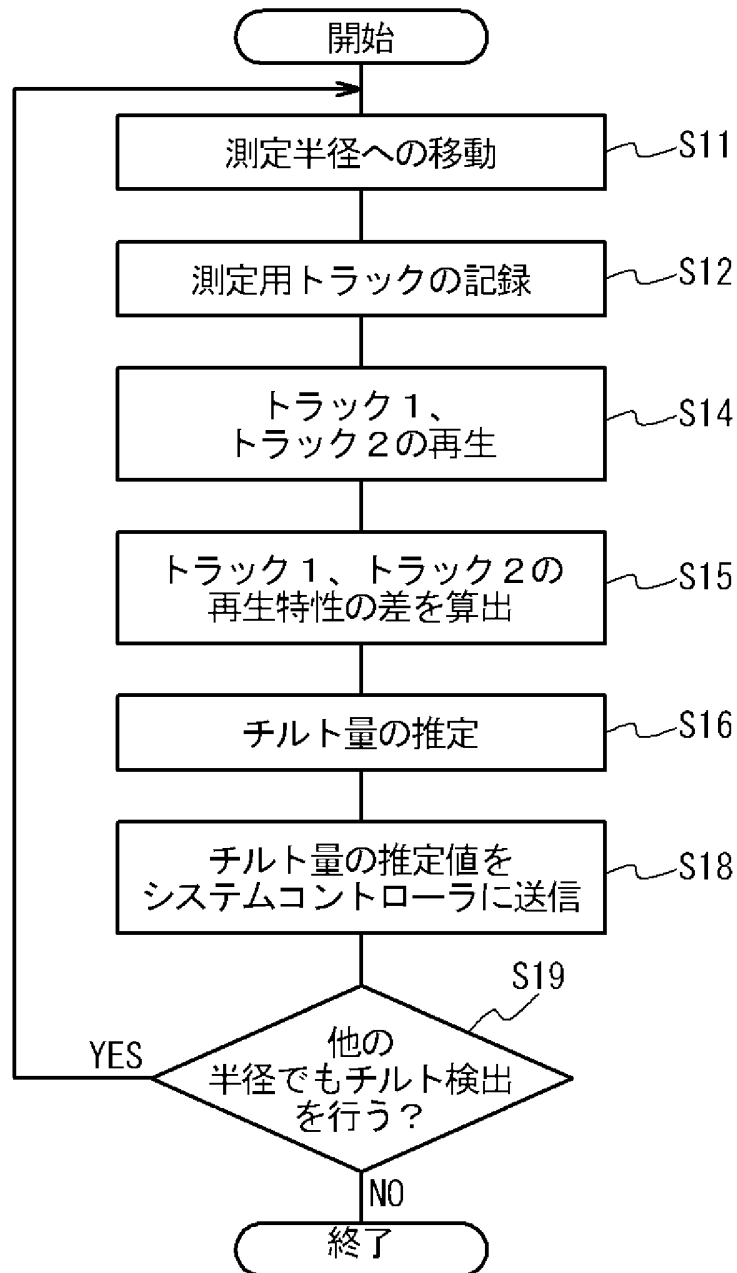 開始
測定半径への移動
S11
測定用トラックの記録
S12
トラック１、
トラック２の再生
S14
トラック１、トラック２の
再生特性の差を算出
S15
チルト量の推定
S16
チルト量の推定値を
システムコントローラに送信
S18
S19
他の
半径でもチルト検出
を行う？
YES
NO
終了